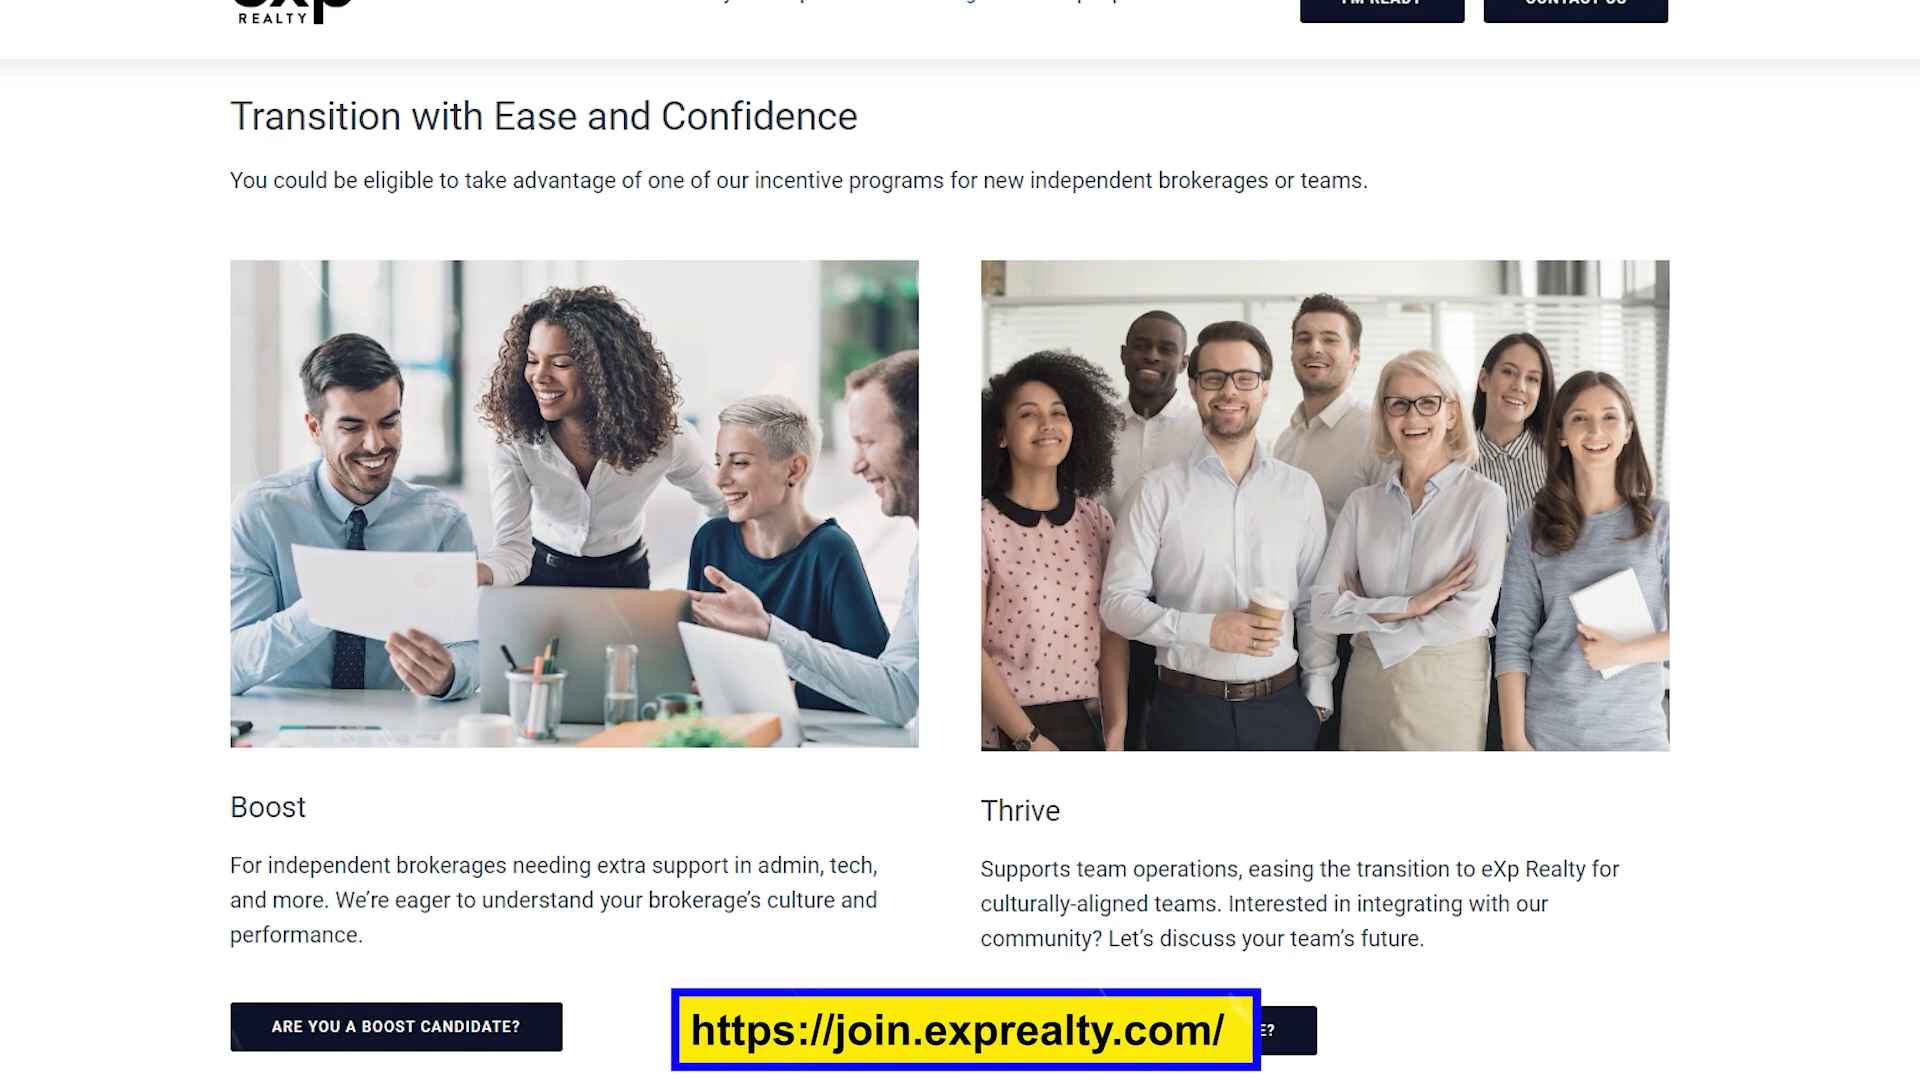 exp
REALTY
I'M READY
CONTACT US
Transition with Ease and Confidence
You could be eligible to take advantage of one of our incentive programs for new independent brokerages or teams.
Boost
For independent brokerages needing extra support in admin, tech,
and more. We’re eager to understand your brokerage’s culture and
performance.
Thrive
Supports team operations, easing the transition to eXp Realty for
culturally-aligned teams. Interested in integrating with our
community? Let’s discuss your team’s future.
ARE YOU A BOOST CANDIDATE?
https://join.exprealty.com/
E?